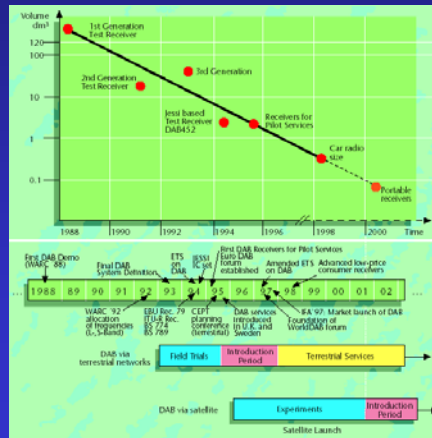 Volume
dm³
120
100
10
1
0.1
1st Generation
Test Receiver
2nd Generation
Test Receiver
3rd Generation
Jessi based
Test Receiver
DAB452
Receivers for
Pilot Services
Car radio
size
Portable
receivers
1988 1990 1992 1994 1996 1998 2000 Time
First DAB Demo
(WARC '88)
Final DAB
System Definition
ETS
on
DAB
JESSI
IC set
First DAB Receivers for Pilot Services
Euro DAB
forum
established
Amended ETS
on DAB
Advanced low-price
consumer receivers
1988 89 90 91 92 93 94 95 96 97 98 99 00 01 02
WARC '92
allocation
of frequencies
(L-, S-Band)
EBU Rec. 79
ITU-R Rec.
BS 774
BS 789
CEPT
planning
conference
(terrestrial)
DAB services
introduced
in U.K. and
Sweden
IFA '97: Market launch of DAB
Foundation of
WorldDAB forum
DAB via
terrestrial networks
Field Trials
Introduction
Period
Terrestrial Services
DAB via satellite
Experiments
Introduction
Period
Satellite Launch